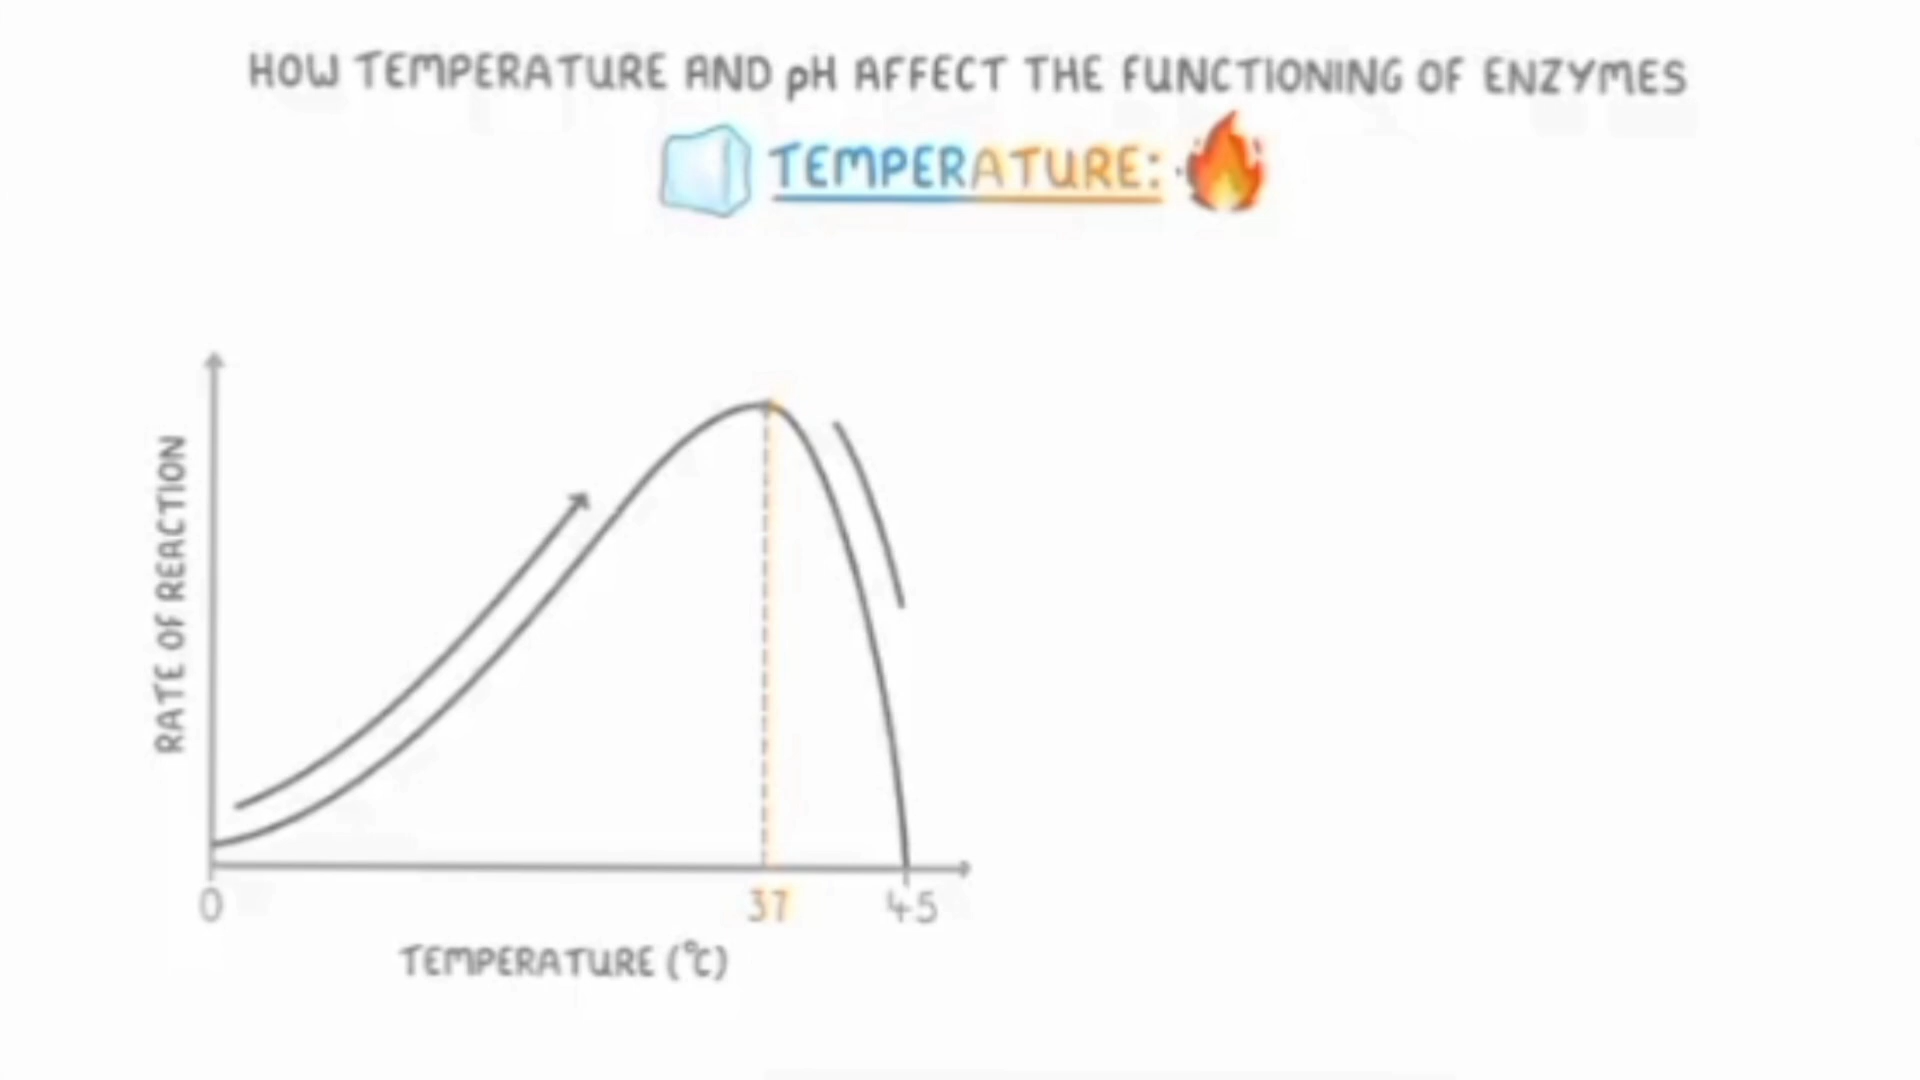 HOW TEMPERATURE AND pH AFFECT THE FUNCTIONING OF ENZYMES
TEMPERATURE:
RATE OF REACTION
0
37
45
TEMPERATURE (°C)